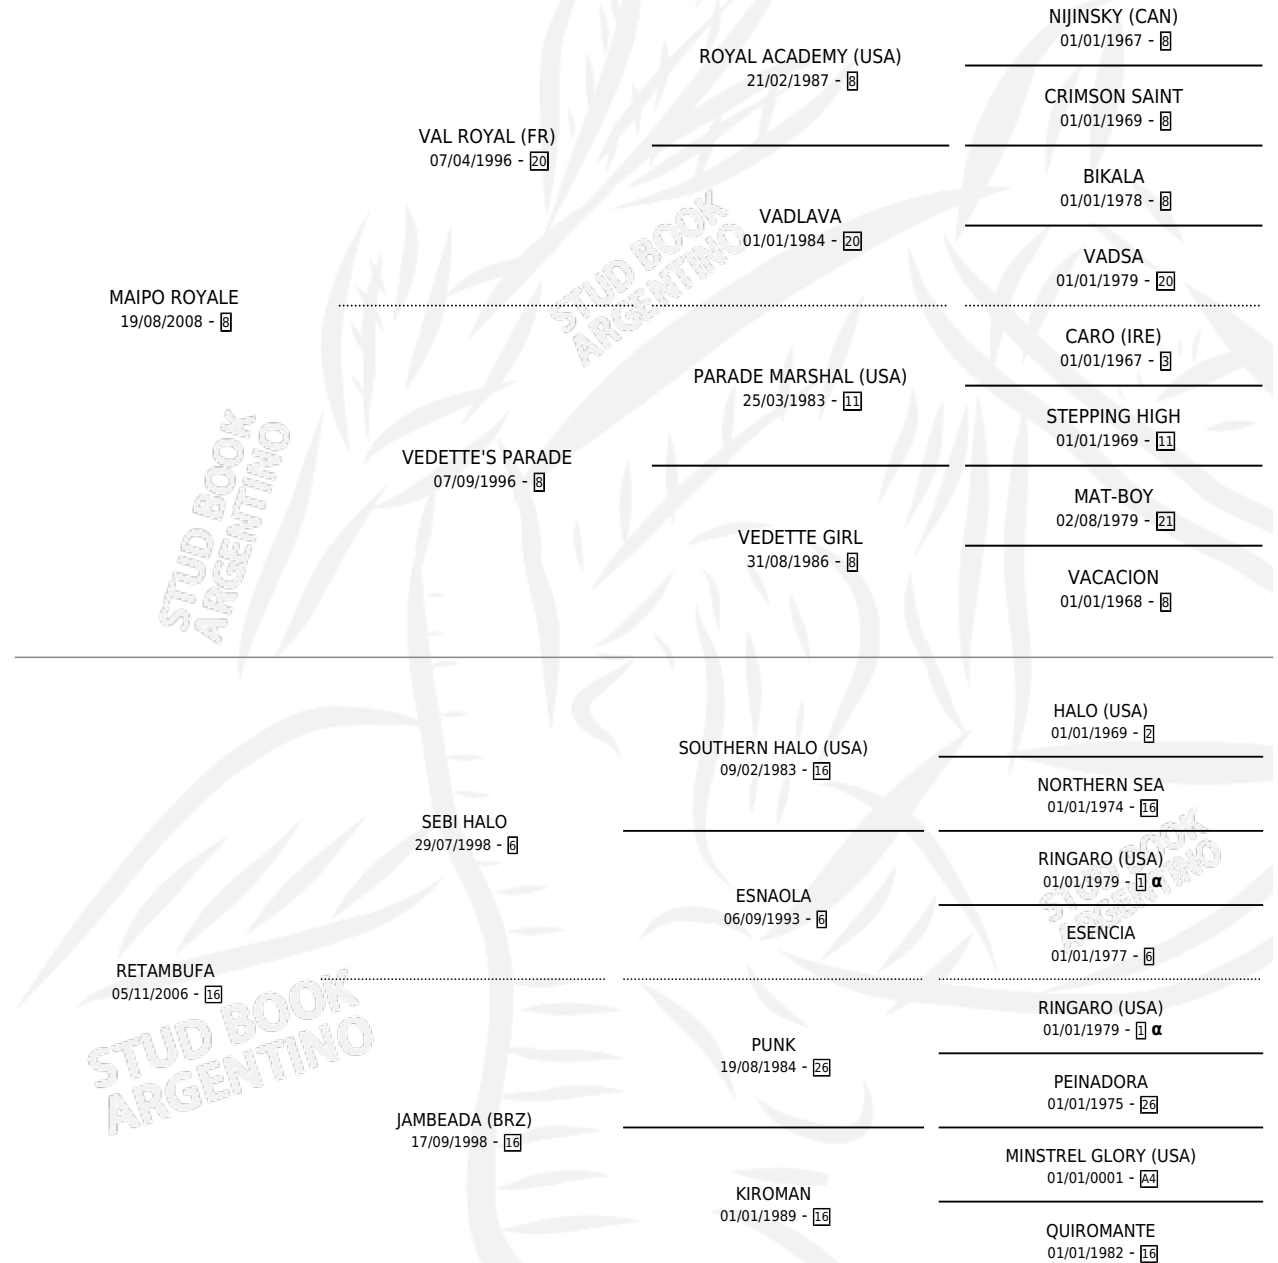 NIJINSKY (CAN)
01/01/1967 - 8
ROYAL ACADEMY (USA)
21/02/1987 - 8
CRIMSON SAINT
01/01/1969 - 8
VAL ROYAL (FR)
07/04/1996 - 20
BIKALA
01/01/1978 - 8
VADLAVA
01/01/1984 - 20
VADSA
01/01/1979 - 20
MAIPO ROYALE
19/08/2008 - 8
CARO (IRE)
01/01/1967 - 3
PARADE MARSHAL (USA)
25/03/1983 - 11
STEPPING HIGH
01/01/1969 - 11
VEDETTE'S PARADE
07/09/1996 - 8
MAT-BOY
02/08/1979 - 21
VEDETTE GIRL
31/08/1986 - 8
VACACION
01/01/1968 - 8
HALO (USA)
01/01/1969 - 2
SOUTHERN HALO (USA)
09/02/1983 - 16
NORTHERN SEA
01/01/1974 - 16
SEBI HALO
29/07/1998 - 6
RINGARO (USA)
01/01/1979 - 1 α
ESNAOLA
06/09/1993 - 6
ESENCIA
01/01/1977 - 6
RETAMBUFA
05/11/2006 - 16
RINGARO (USA)
01/01/1979 - 1 α
PUNK
19/08/1984 - 26
PEINADORA
01/01/1975 - 26
JAMBEADA (BRZ)
17/09/1998 - 16
MINSTREL GLORY (USA)
01/01/0001 - A4
KIROMAN
01/01/1989 - 16
QUIROMANTE
01/01/1982 - 16
STUD BOOK
ARGENTINO
STUD BOOK
ARGENTINO
STUD BOOK
ARGENTINO
STUD BOOK
ARGENTINO